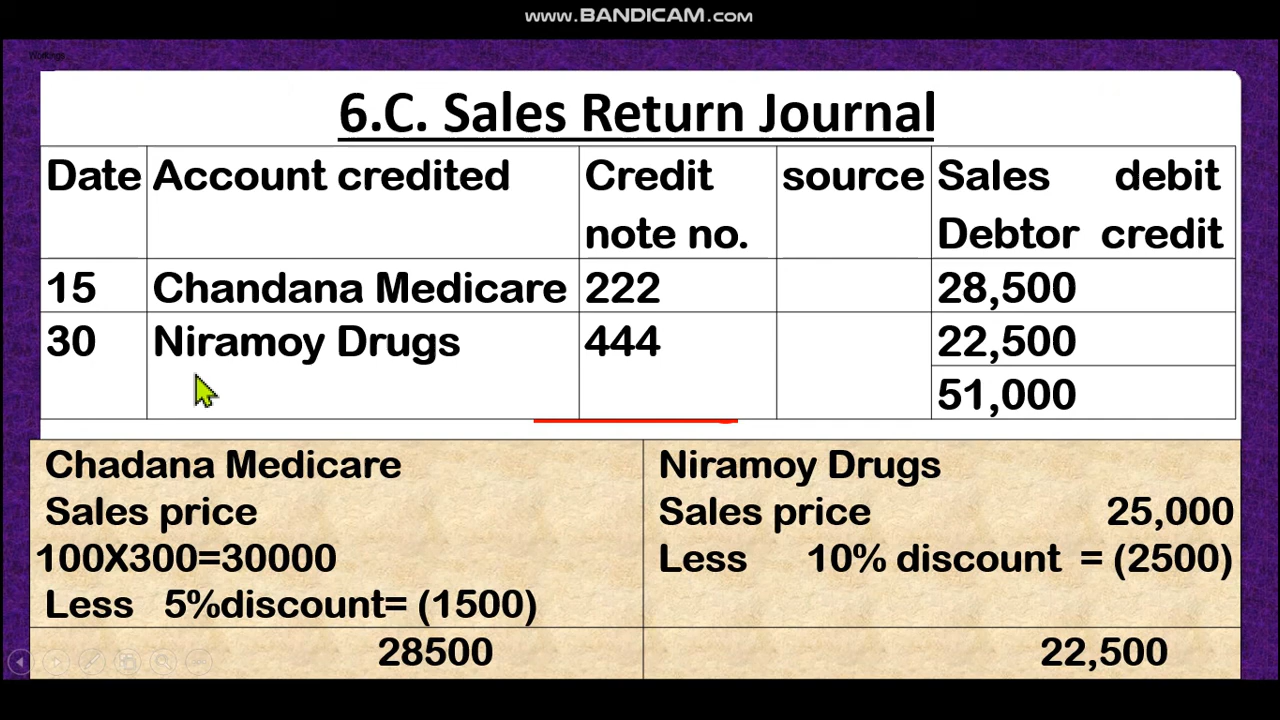 www.BANDICAM.com
Workings
6.C. Sales Return Journal
Date Account credited Credit note no. source Sales debit Debtor credit
15 Chandana Medicare 222 28,500
30 Niramoy Drugs 444 22,500
51,000
Chadana Medicare
Sales price
100X300=30000
Less 5%discount= (1500)
28500
Niramoy Drugs
Sales price 25,000
Less 10% discount = (2500)
22,500